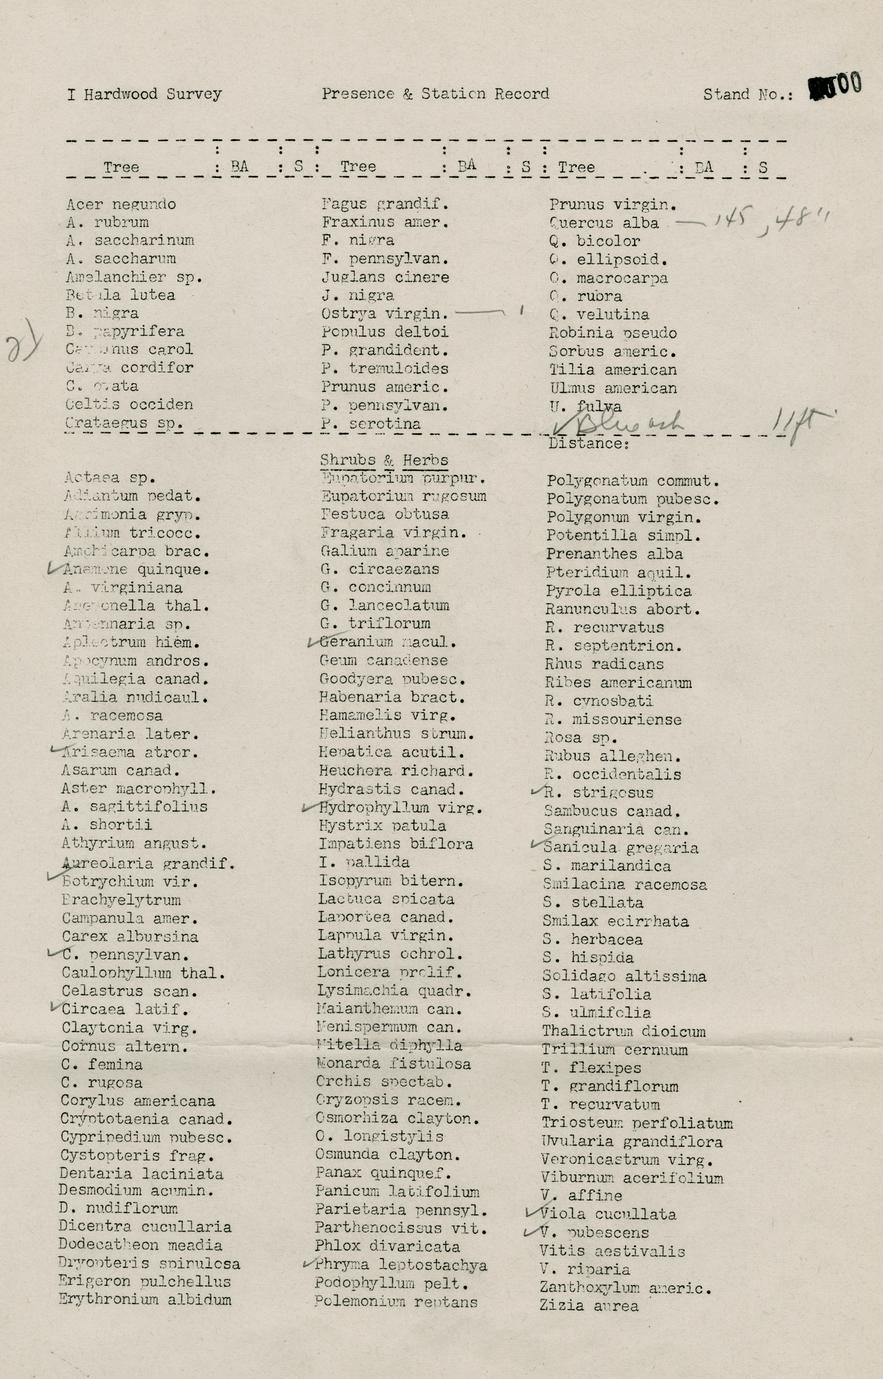 I Hardwood Survey Presence & Station Record Stand No.: 00
Tree : BA : S : Tree : BA : S : Tree : BA : S
Acer negundo
A. rubrum
A. saccharinum
A. saccharum
Amelanchier sp.
Betula lutea
B. nigra
B. papyrifera
Carpinus carol
Carya cordifor
C. ovata
Celtis occiden
Crataegus sp.
Fagus grandif.
Fraxinus amer.
F. nigra
F. pennsylvan.
Juglans cinere
J. nigra
Ostrya virgin. — 1
Populus deltoi
P. grandident.
P. tremuloides
Prunus americ.
P. pennsylvan.
P. serotina
Prunus virgin.
Quercus alba — 145, 48"
Q. bicolor
Q. ellipsoid.
Q. macrocarpa
Q. rubra
Q. velutina
Robinia pseudo
Sorbus americ.
Tilia american
Ulmus american
U. fulva
✓ Blue ash 11ft
Distance:
Shrubs & Herbs
Actaea sp.
Adiantum pedat.
Agrimonia gryp.
Allium tricocc.
Amphicarpa brac.
✓Anemone quinque.
A. virginiana
Anemonella thal.
Antennaria sp.
Aplectrum hiem.
Apocynum andros.
Aquilegia canad.
Aralia nudicaul.
A. racemosa
Arenaria later.
✓Arisaema atror.
Asarum canad.
Aster macrophyll.
A. sagittifolius
A. shortii
Athyrium angust.
Aureolaria grandif.
✓Botrychium vir.
Brachyelytrum
Campanula amer.
Carex albursina
✓C. pennsylvan.
Caulophyllum thal.
Celastrus scan.
✓Circaea latif.
Claytonia virg.
Cornus altern.
C. femina
C. rugosa
Corylus americana
Cryptotaenia canad.
Cypripedium pubesc.
Cystopteris frag.
Dentaria laciniata
Desmodium acumin.
D. nudiflorum
Dicentra cucullaria
Dodecatheon meadia
Dryopteris spinulosa
Erigeron pulchellus
Erythronium albidum
Eupatorium purpur.
Eupatorium rugosum
Festuca obtusa
Fragaria virgin.
Galium aparine
G. circaezans
G. concinnum
G. lanceolatum
G. triflorum
✓Geranium macul.
Geum canadense
Goodyera pubesc.
Habenaria bract.
Hamamelis virg.
Helianthus strum.
Hepatica acutil.
Heuchera richard.
Hydrastis canad.
✓Hydrophyllum virg.
Hystrix patula
Impatiens biflora
I. pallida
Isopyrum bitern.
Lactuca spicata
Laportea canad.
Lappula virgin.
Lathyrus ochrol.
Lonicera prolif.
Lysimachia quadr.
Maianthemum can.
Menispermum can.
Mitella diphylla
Monarda fistulosa
Orchis spectab.
Oryzopsis racem.
Osmorhiza clayton.
O. longistylis
Osmunda clayton.
Panax quinquef.
Panicum latifolium
Parietaria pennsyl.
Parthenocissus vit.
Phlox divaricata
✓Phryma leptostachya
Podophyllum pelt.
Polemonium reptans
Polygonatum commut.
Polygonatum pubesc.
Polygonum virgin.
Potentilla simpl.
Prenanthes alba
Pteridium aquil.
Pyrola elliptica
Ranunculus abort.
R. recurvatus
R. septentrion.
Rhus radicans
Ribes americanum
R. cynosbati
R. missouriense
Rosa sp.
Rubus alleghen.
R. occidentalis
✓R. strigosus
Sambucus canad.
Sanguinaria can.
✓Sanicula gregaria
S. marilandica
Smilacina racemosa
S. stellata
Smilax ecirrhata
S. herbacea
S. hispida
Solidago altissima
S. latifolia
S. ulmifolia
Thalictrum dioicum
Trillium cernuum
T. flexipes
T. grandiflorum
T. recurvatum
Triosteum perfoliatum
Uvularia grandiflora
Veronicastrum virg.
Viburnum acerifolium
V. affine
✓Viola cucullata
✓V. pubescens
Vitis aestivalis
V. riparia
Zanthoxylum americ.
Zizia aurea